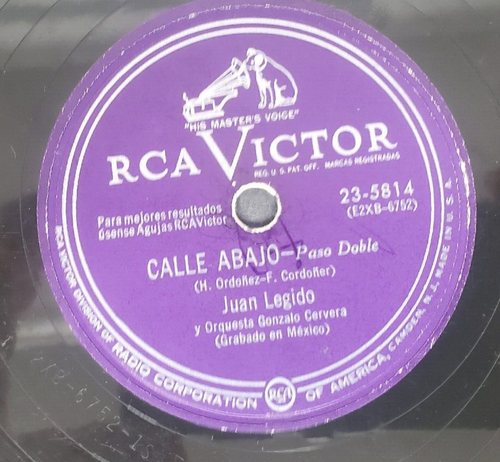 "HIS MASTER'S VOICE"
RCA VICTOR
REG. U.S. PAT. OFF. MARCAS REGISTRADAS
Para mejores resultados
úsense Agujas RCAVictor
23-5814
(E2XB-6752)
CALLE ABAJO-Paso Doble
(H. Ordoñez-F. Cordoñer)
Juan Legido
y Orquesta Gonzalo Cervera
(Grabado en México)
RCA VICTOR DIVISION OF RADIO CORPORATION RCA OF AMERICA, CAMDEN, N. J. MADE IN U. S. A.